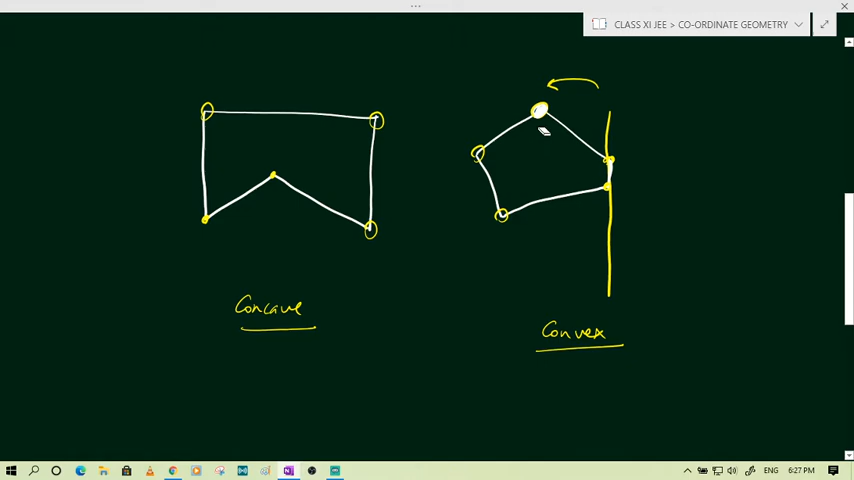 CLASS XI JEE > CO-ORDINATE GEOMETRY
Concave
Convex
ENG
6:27 PM